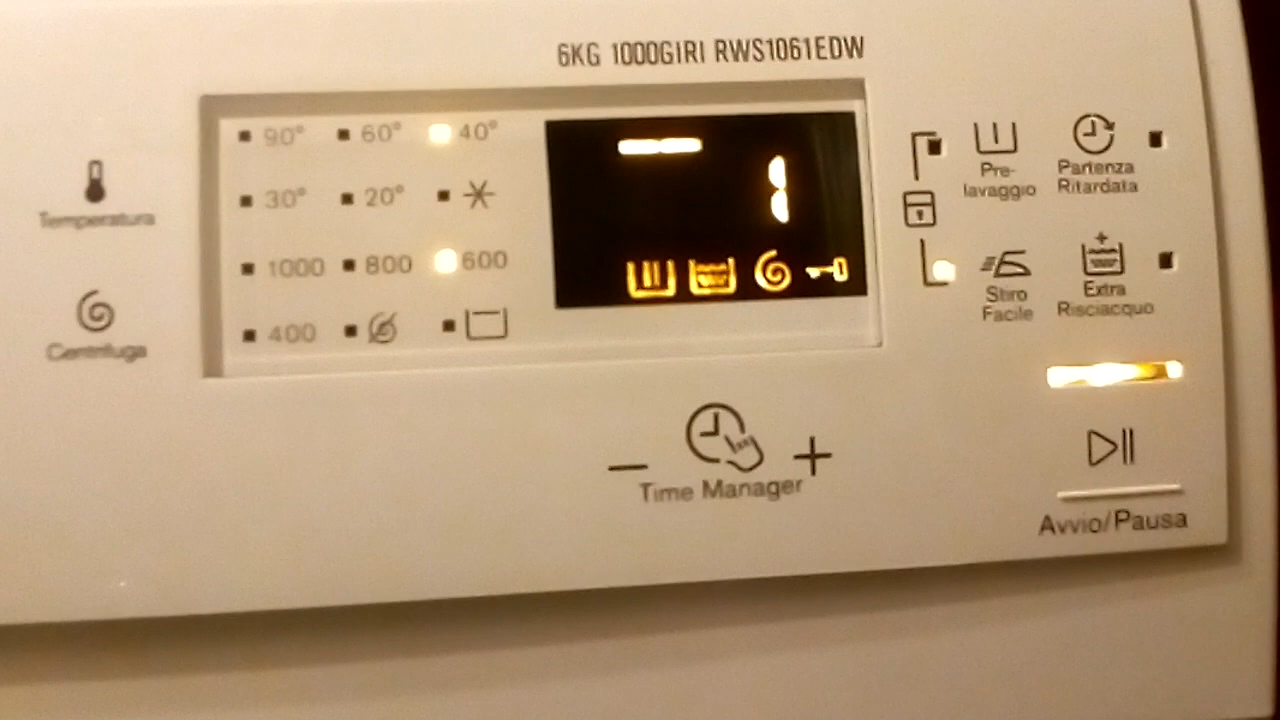 6KG 1000GIRI RWS1061EDW
90° 60° 40°
30° 20°
1000 800 600
400
Temperatura
Centrifuga
1
Pre-
lavaggio
Partenza
Ritardata
Stiro
Facile
Extra
Risciacquo
− +
Time Manager
Avvio/Pausa